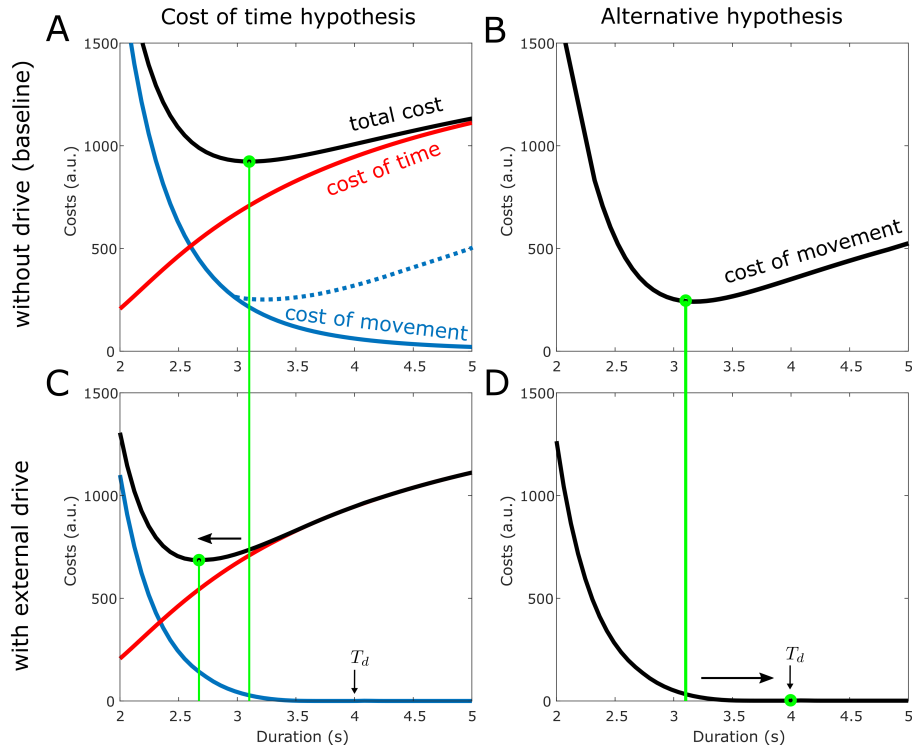 Cost of time hypothesis
Alternative hypothesis
without drive (baseline)
with external drive
A
1500
1000
500
0
Costs (a.u.)
total cost
cost of time
cost of movement
2 2.5 3 3.5 4 4.5 5
B
1500
1000
500
0
Costs (a.u.)
cost of movement
2 2.5 3 3.5 4 4.5 5
C
1500
1000
500
0
Costs (a.u.)
T_d
2 2.5 3 3.5 4 4.5 5
Duration (s)
D
1500
1000
500
0
Costs (a.u.)
T_d
2 2.5 3 3.5 4 4.5 5
Duration (s)